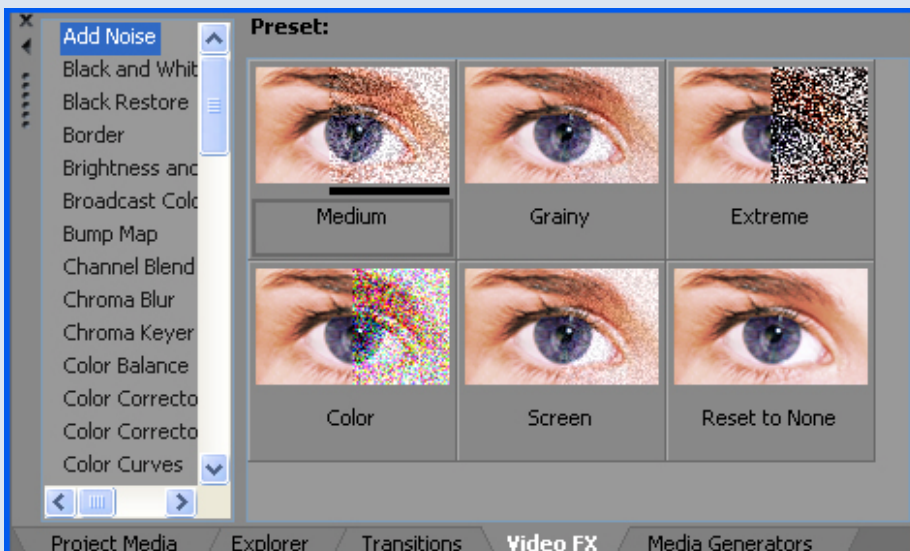 Add Noise
Black and Whit
Black Restore
Border
Brightness and
Broadcast Colo
Bump Map
Channel Blend
Chroma Blur
Chroma Keyer
Color Balance
Color Correcto
Color Correcto
Color Curves
Preset:
Medium
Grainy
Extreme
Color
Screen
Reset to None
Project Media
Explorer
Transitions
Video FX
Media Generators